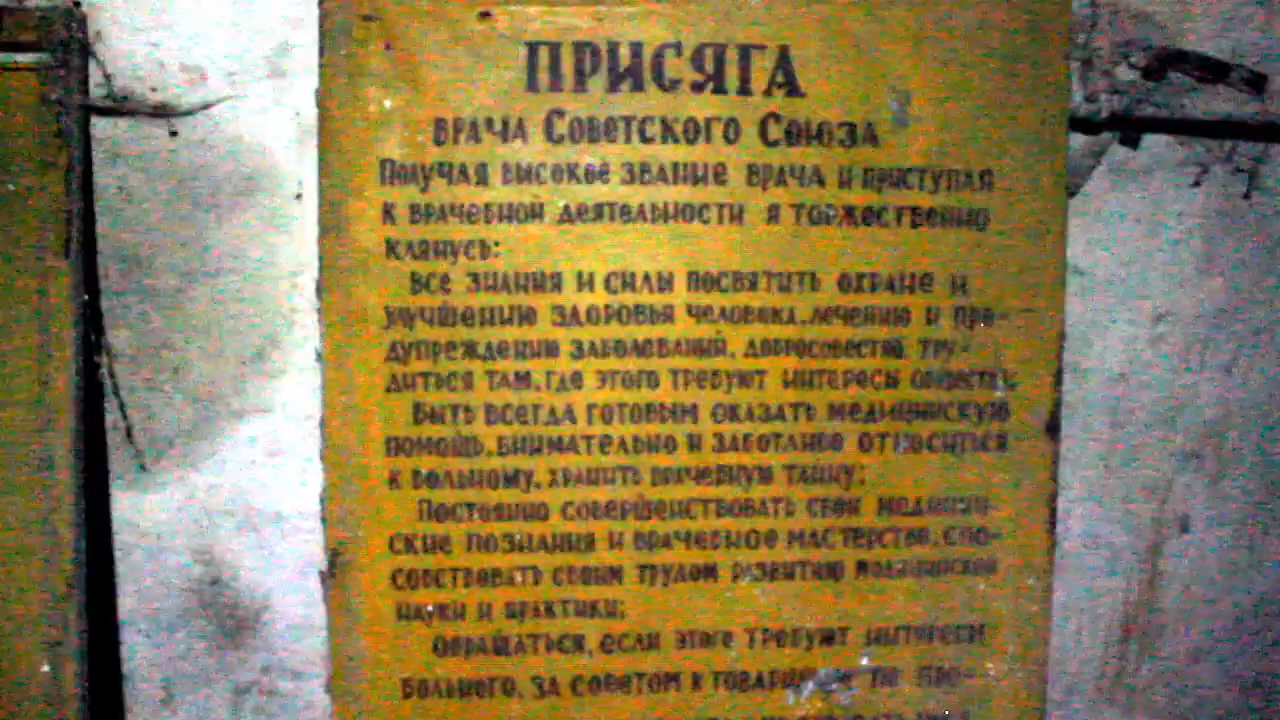 ПРИСЯГА
ВРАЧА СОВЕТСКОГО СОЮЗА
ПОЛУЧАЯ ВЫСОКОЕ ЗВАНИЕ ВРАЧА И ПРИСТУПАЯ
К ВРАЧЕБНОЙ ДЕЯТЕЛЬНОСТИ Я ТОРЖЕСТВЕННО
КЛЯНУСЬ:
ВСЕ ЗНАНИЯ И СИЛЫ ПОСВЯТИТЬ ОХРАНЕ И
УЛУЧШЕНИЮ ЗДОРОВЬЯ ЧЕЛОВЕКА, ЛЕЧЕНИЮ И ПРЕ-
ДУПРЕЖДЕНИЮ ЗАБОЛЕВАНИЙ, ДОБРОСОВЕСТНО ТРУ-
ДИТЬСЯ ТАМ, ГДЕ ЭТОГО ТРЕБУЮТ ИНТЕРЕСЫ
БЫТЬ ВСЕГДА ГОТОВЫМ ОКАЗАТЬ МЕДИЦИНСКУЮ
ПОМОЩЬ, ВНИМАТЕЛЬНО И ЗАБОТЛИВО ОТНОСИТЬСЯ
К БОЛЬНОМУ, ХРАНИТЬ ВРАЧЕБНУЮ ТАЙНУ;
ПОСТОЯННО СОВЕРШЕНСТВОВАТЬ СВОИ МЕДИЦИН-
СКИЕ ПОЗНАНИЯ И ВРАЧЕБНОЕ МАСТЕРСТВО, СПО-
СОБСТВОВАТЬ СВОИМ ТРУДОМ РАЗВИТИЮ МЕДИЦИНСКОЙ
НАУКИ И ПРАКТИКИ;
ОБРАЩАТЬСЯ, ЕСЛИ ЭТОГО ТРЕБУЮТ ИНТЕРЕСЫ
БОЛЬНОГО, ЗА СОВЕТОМ К ПО ПРО-